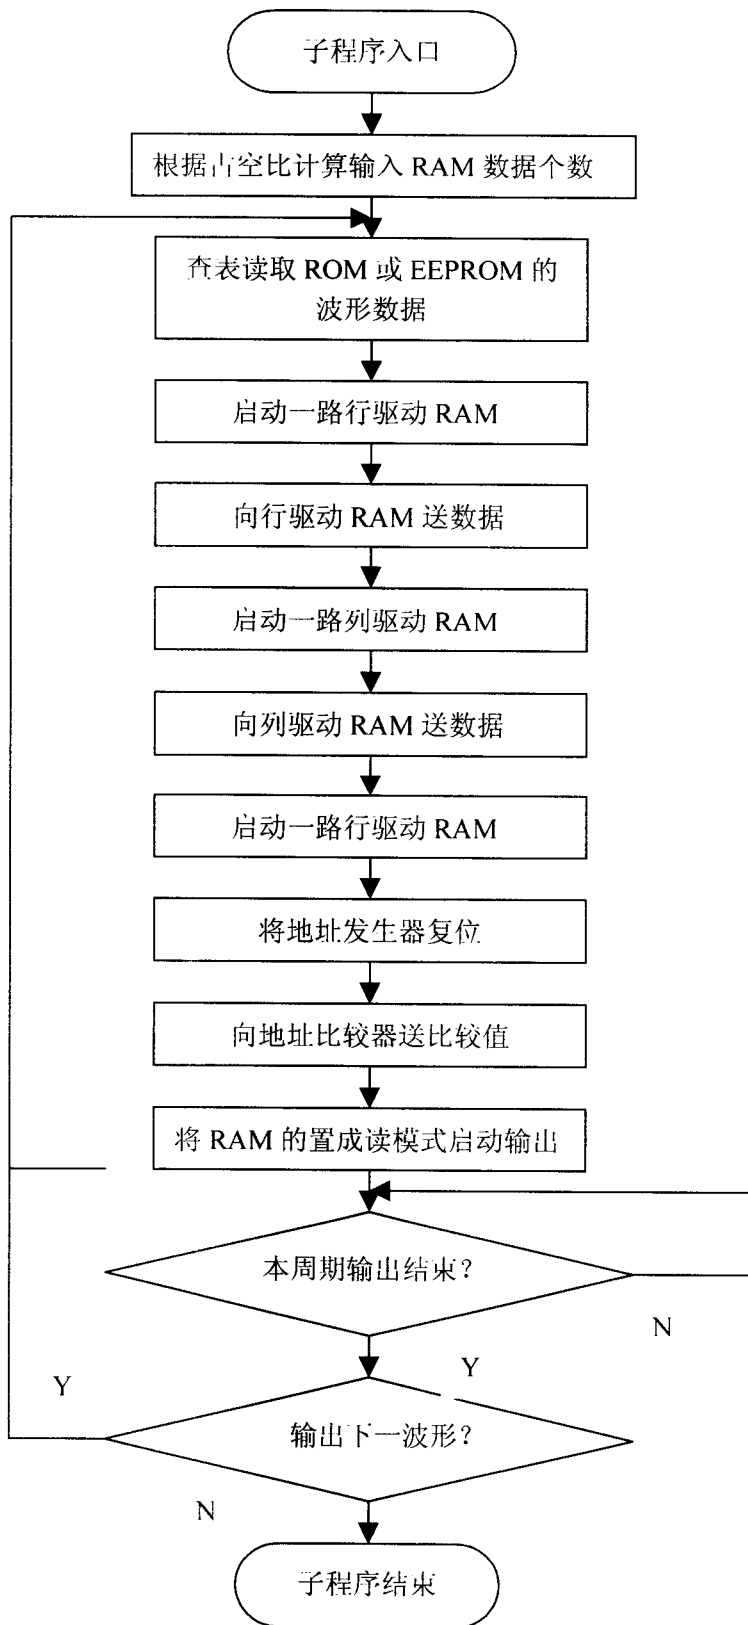 子程序入口
根据占空比计算输入 RAM 数据个数
查表读取 ROM 或 EEPROM 的
波形数据
启动一路行驱动 RAM
向行驱动 RAM 送数据
启动一路列驱动 RAM
向列驱动 RAM 送数据
启动一路行驱动 RAM
将地址发生器复位
向地址比较器送比较值
将 RAM 的置成读模式启动输出
本周期输出结束?
N
Y
Y
输出下一波形?
N
子程序结束